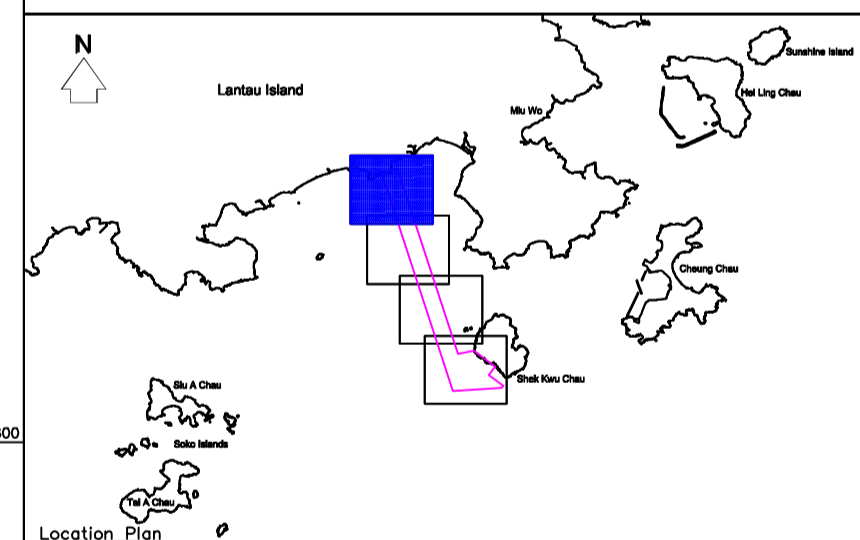 N
Sunshine Island
Lantau Island
Hei Ling Chau
Miu Wo
Cheung Chau
Shek Kwu Chau
Siu A Chau
Soko Islands
Tai A Chau
Location Plan